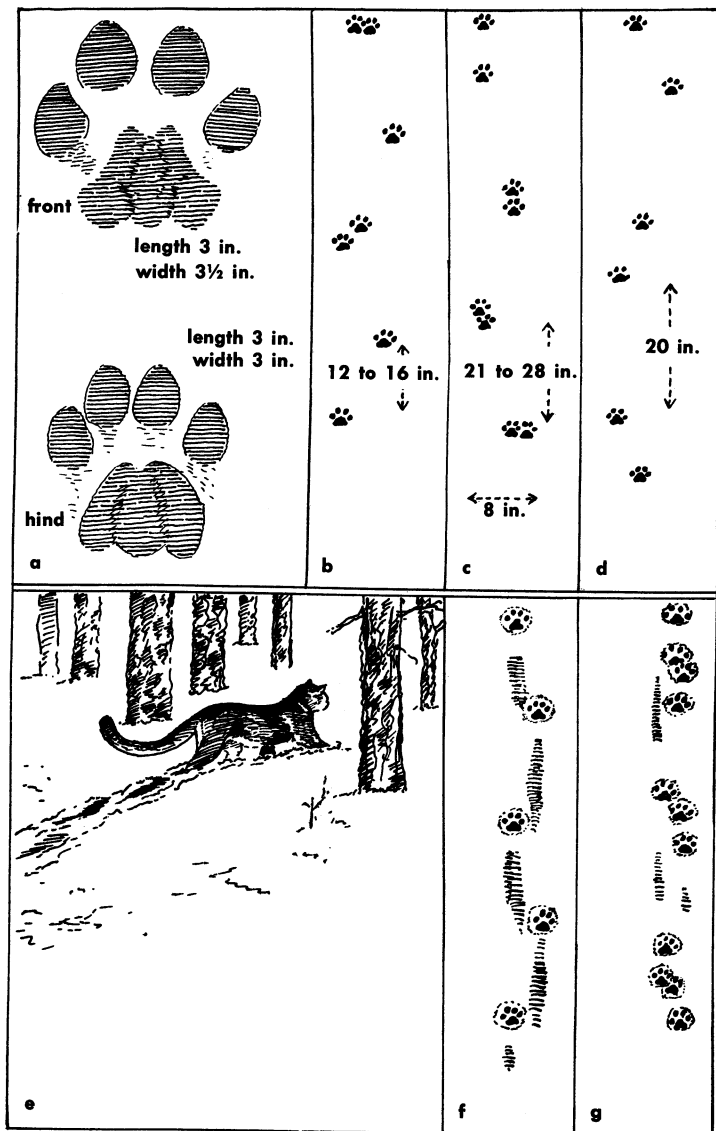 front
length 3 in.
width 3½ in.
length 3 in.
width 3 in.
hind
a
12 to 16 in.
b
21 to 28 in.
8 in.
c
20 in.
d
e
f
g